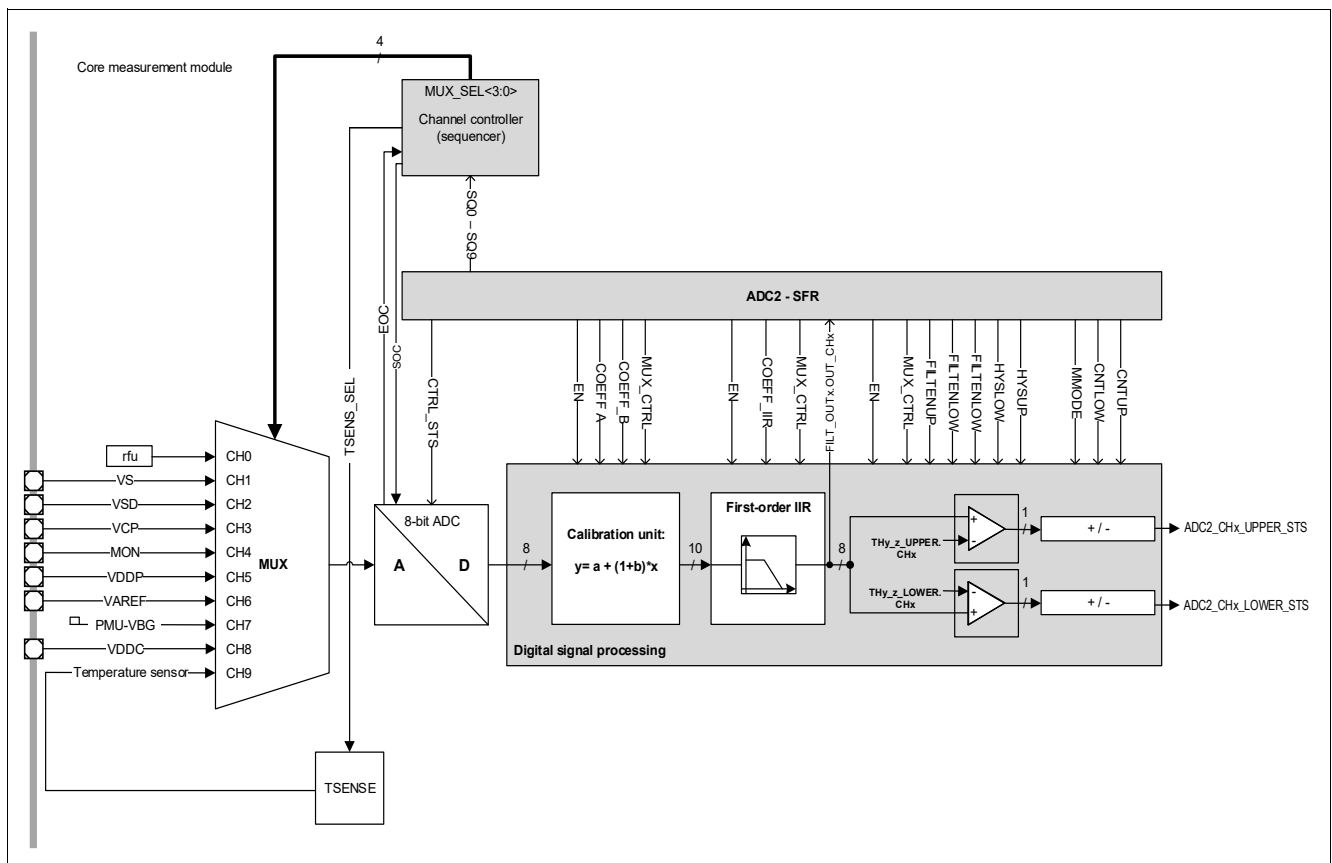 4
Core measurement module
MUX_SEL<3:0>
Channel controller
(sequencer)
SQ0 – SQ9
ADC2 - SFR
TSENS_SEL
EOC
SOC
CTRL_STS
EN
COEFF_A
COEFF_B
MUX_CTRL
EN
COEFF_IIR
MUX_CTRL
FILT_OUTx.OUT_CHx
EN
MUX_CTRL
FILTENUP
FILTENLOW
FILTENLOW
HYSLOW
HYSUP
MMODE
CNTLOW
CNTUP
rfu
CH0
VS
CH1
VSD
CH2
VCP
CH3
MON
CH4
VDDP
CH5
VAREF
CH6
PMU-VBG
CH7
VDDC
CH8
Temperature sensor
CH9
MUX
8-bit ADC
A
D
8
Calibration unit:
y= a + (1+b)*x
10
First-order IIR
8
+
-
THy_z_UPPER.
CHx
1
+ / -
ADC2_CHx_UPPER_STS
THy_z_LOWER.
CHx
-
+
1
+ / -
ADC2_CHx_LOWER_STS
Digital signal processing
TSENSE